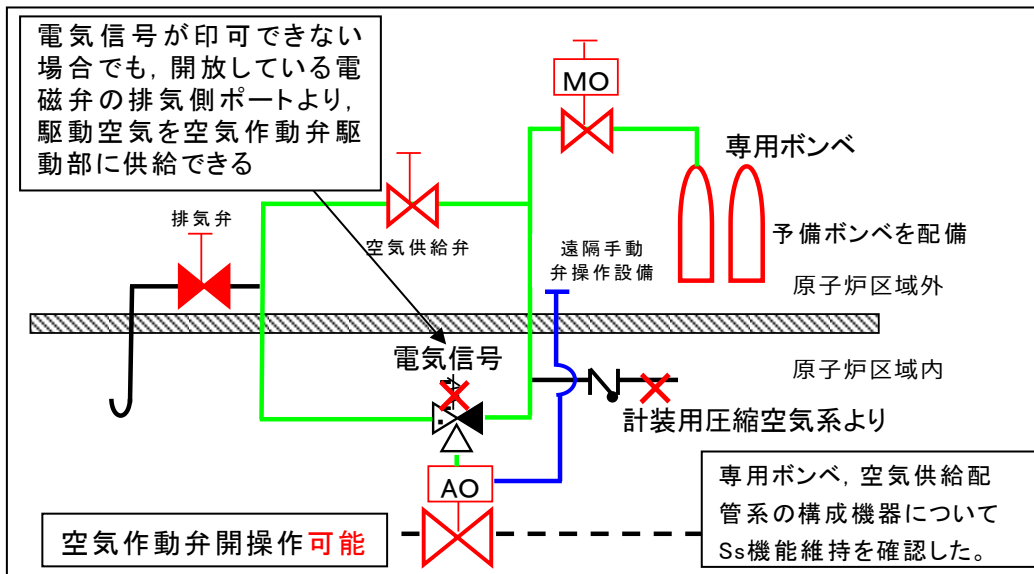 電気信号が印可できない
場合でも，開放している電
磁弁の排気側ポートより，
駆動空気を空気作動弁駆
動部に供給できる
MO
専用ボンベ
排気弁
空気供給弁
遠隔手動
弁操作設備
予備ボンベを配備
原子炉区域外
電気信号
原子炉区域内
計装用圧縮空気系より
AO
空気作動弁開操作可能
専用ボンベ，空気供給配
管系の構成機器について
Ss機能維持を確認した。